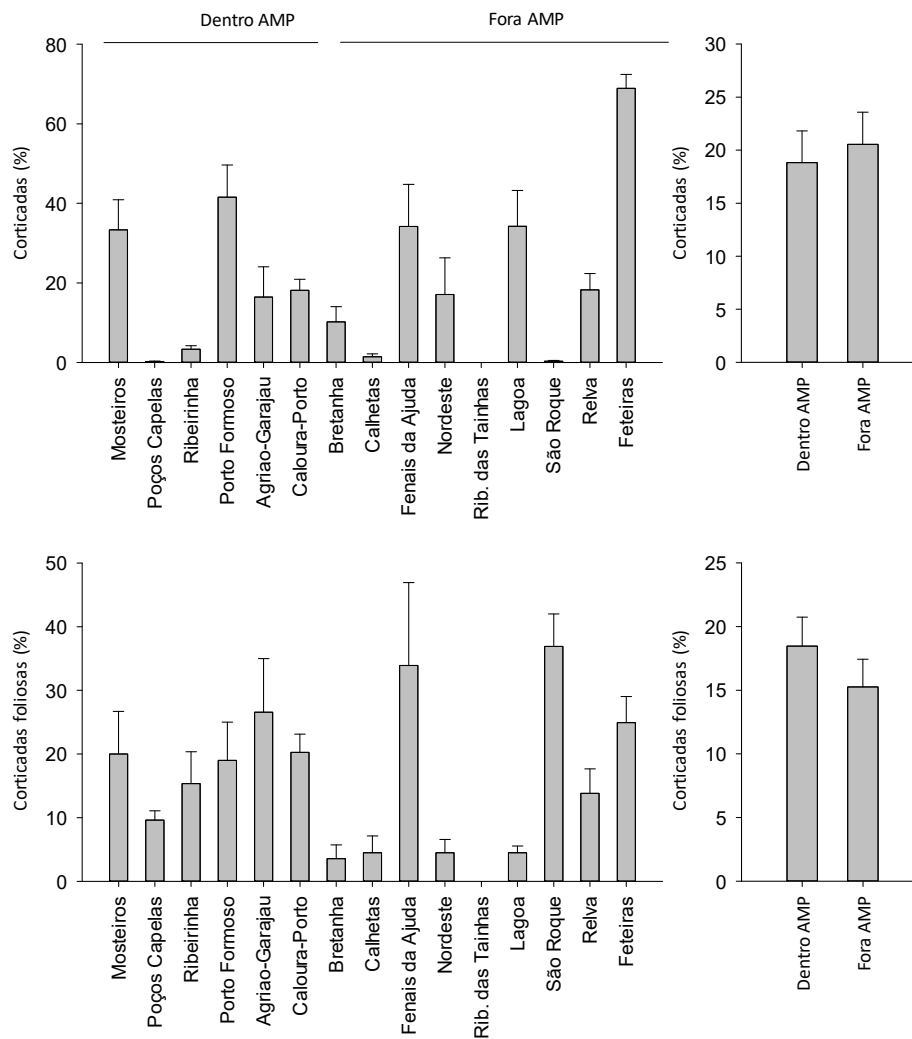 Dentro AMP
Fora AMP
Corticadas (%)
80
60
40
20
0
Mosteiros
Poços Capelas
Ribeirinha
Porto Formoso
Agriao-Garajau
Caloura-Porto
Bretanha
Calhetas
Fenais da Ajuda
Nordeste
Rib. das Tainhas
Lagoa
São Roque
Relva
Feteiras
Corticadas (%)
30
25
20
15
10
5
0
Dentro AMP
Fora AMP
Corticadas foliosas (%)
50
40
30
20
10
0
Mosteiros
Poços Capelas
Ribeirinha
Porto Formoso
Agriao-Garajau
Caloura-Porto
Bretanha
Calhetas
Fenais da Ajuda
Nordeste
Rib. das Tainhas
Lagoa
São Roque
Relva
Feteiras
Corticadas foliosas (%)
25
20
15
10
5
0
Dentro AMP
Fora AMP